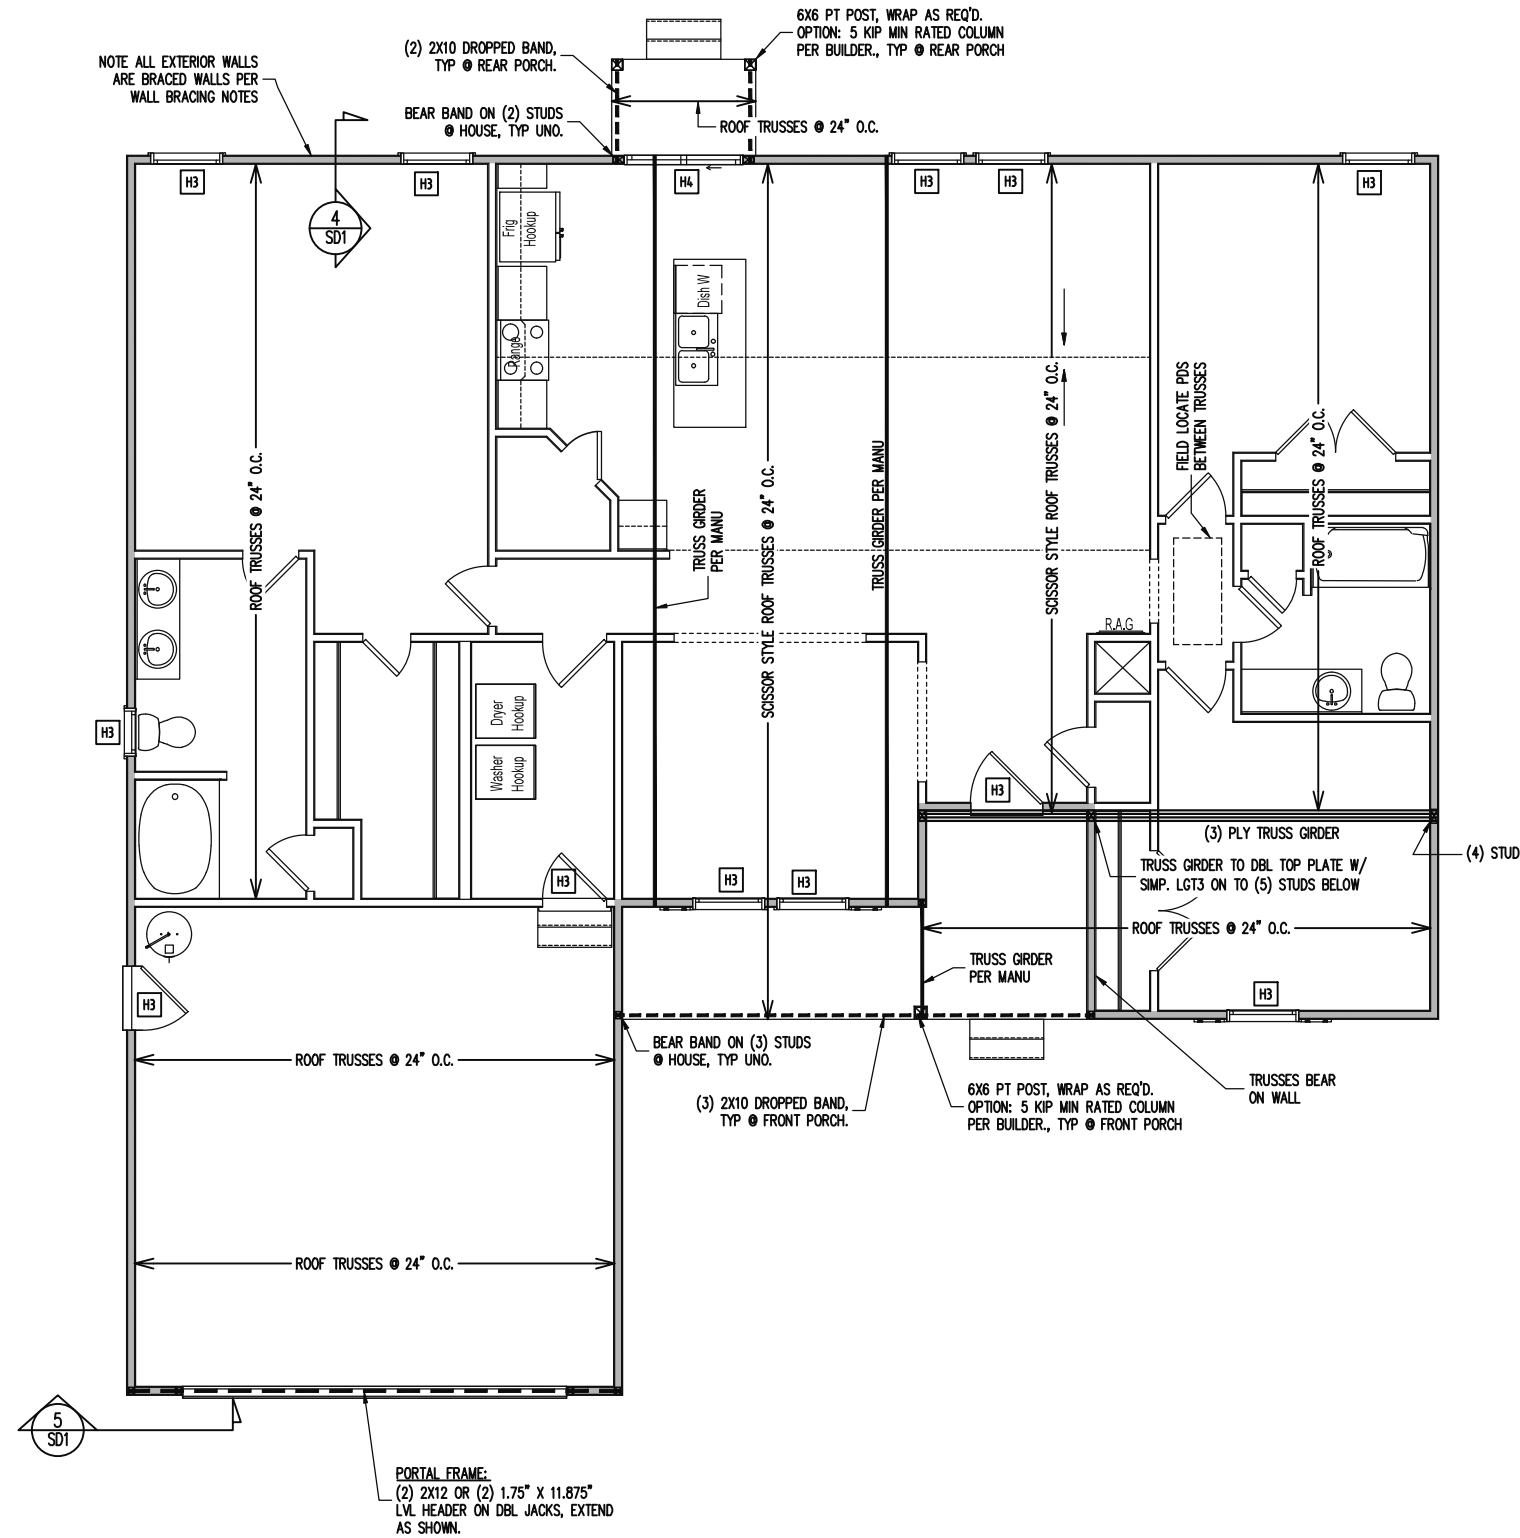 6X6 PT POST, WRAP AS REQ'D.
OPTION: 5 KIP MIN RATED COLUMN
PER BUILDER., TYP @ REAR PORCH
(2) 2X10 DROPPED BAND,
TYP @ REAR PORCH.
NOTE ALL EXTERIOR WALLS
ARE BRACED WALLS PER
WALL BRACING NOTES
BEAR BAND ON (2) STUDS
@ HOUSE, TYP UNO.
ROOF TRUSSES @ 24" O.C.
H3
H3
H4
H3
H3
H3
4
SD1
Frig
Hookup
Dish W
Range
ROOF TRUSSES @ 24" O.C.
TRUSS GIRDER
PER MANU
SCISSOR STYLE ROOF TRUSSES @ 24" O.C.
TRUSS GIRDER PER MANU
SCISSOR STYLE ROOF TRUSSES @ 24" O.C.
FIELD LOCATE PDS
BETWEEN TRUSSES
ROOF TRUSSES @ 24" O.C.
R.A.G
H3
Dryer
Hookup
Washer
Hookup
H3
(3) PLY TRUSS GIRDER
(4) STUD
TRUSS GIRDER TO DBL TOP PLATE W/
SIMP. LGT3 ON TO (5) STUDS BELOW
H3
H3
H3
ROOF TRUSSES @ 24" O.C.
TRUSS GIRDER
PER MANU
H3
H3
BEAR BAND ON (3) STUDS
@ HOUSE, TYP UNO.
ROOF TRUSSES @ 24" O.C.
TRUSSES BEAR
ON WALL
(3) 2X10 DROPPED BAND,
TYP @ FRONT PORCH.
6X6 PT POST, WRAP AS REQ'D.
OPTION: 5 KIP MIN RATED COLUMN
PER BUILDER., TYP @ FRONT PORCH
ROOF TRUSSES @ 24" O.C.
5
SD1
PORTAL FRAME:
(2) 2X12 OR (2) 1.75" X 11.875"
LVL HEADER ON DBL JACKS, EXTEND
AS SHOWN.